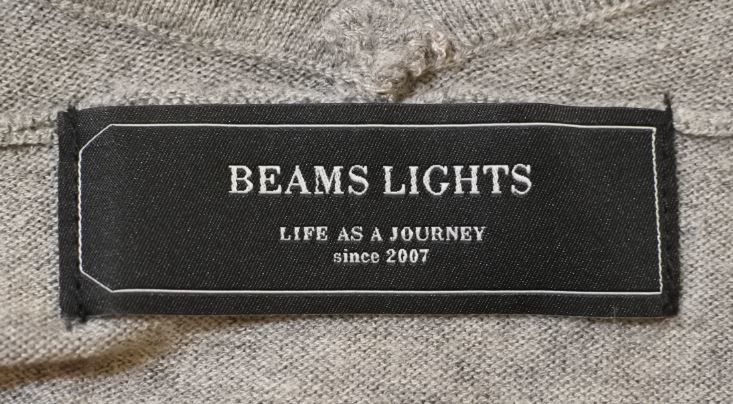 BEAMS LIGHTS
LIFE AS A JOURNEY
since 2007